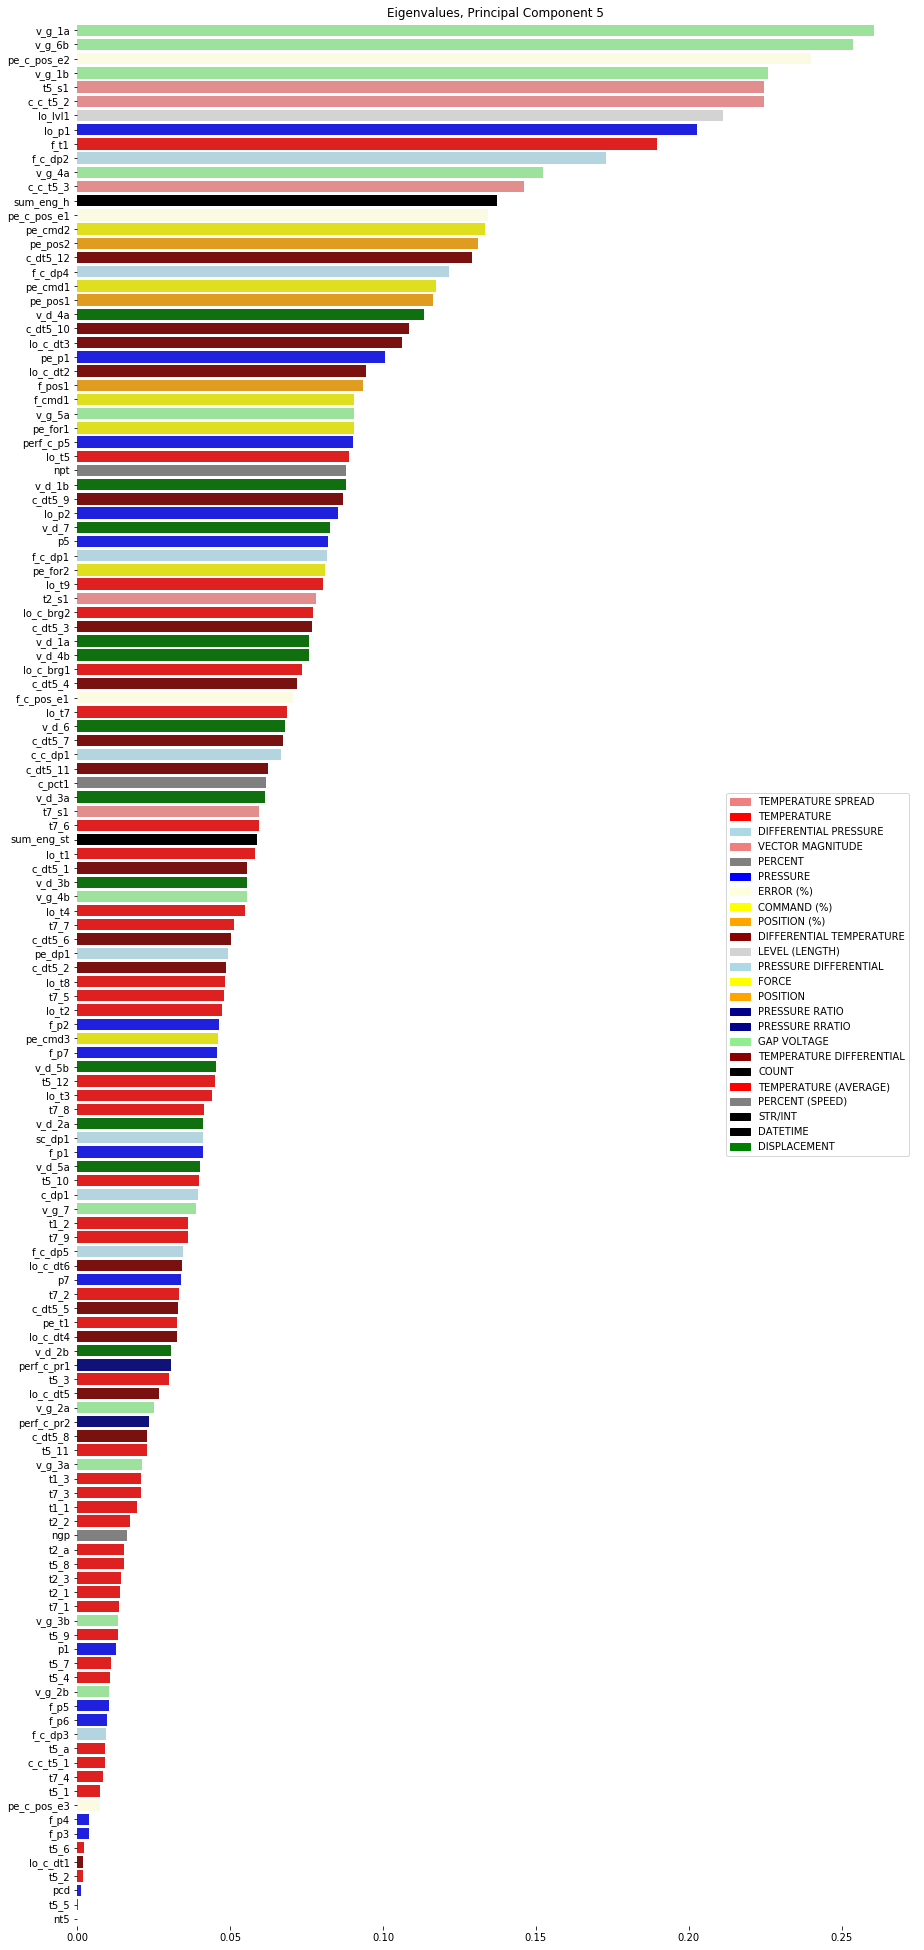 Eigenvalues, Principal Component 5
v_g_1a
v_g_6b
pe_c_pos_e2
v_g_1b
t5_s1
c_c_t5_2
lo_lvl1
lo_p1
f_t1
f_c_dp2
v_g_4a
c_c_t5_3
sum_eng_h
pe_c_pos_e1
pe_cmd2
pe_pos2
c_dt5_12
f_c_dp4
pe_cmd1
pe_pos1
v_d_4a
c_dt5_10
lo_c_dt3
pe_p1
lo_c_dt2
f_pos1
f_cmd1
v_g_5a
pe_for1
perf_c_p5
lo_t5
npt
v_d_1b
c_dt5_9
lo_p2
v_d_7
p5
f_c_dp1
pe_for2
lo_t9
t2_s1
lo_c_brg2
c_dt5_3
v_d_1a
v_d_4b
lo_c_brg1
c_dt5_4
f_c_pos_e1
lo_t7
v_d_6
c_dt5_7
c_c_dp1
c_dt5_11
c_pct1
v_d_3a
t7_s1
t7_6
sum_eng_st
lo_t1
c_dt5_1
v_d_3b
v_g_4b
lo_t4
t7_7
c_dt5_6
pe_dp1
c_dt5_2
lo_t8
t7_5
lo_t2
f_p2
pe_cmd3
f_p7
v_d_5b
t5_12
lo_t3
t7_8
v_d_2a
sc_dp1
f_p1
v_d_5a
t5_10
c_dp1
v_g_7
t1_2
t7_9
f_c_dp5
lo_c_dt6
p7
t7_2
c_dt5_5
pe_t1
lo_c_dt4
v_d_2b
perf_c_pr1
t5_3
lo_c_dt5
v_g_2a
perf_c_pr2
c_dt5_8
t5_11
v_g_3a
t1_3
t7_3
t1_1
t2_2
ngp
t2_a
t5_8
t2_3
t2_1
t7_1
v_g_3b
t5_9
p1
t5_7
t5_4
v_g_2b
f_p5
f_p6
f_c_dp3
t5_a
c_c_t5_1
t7_4
t5_1
pe_c_pos_e3
f_p4
f_p3
t5_6
lo_c_dt1
t5_2
pcd
t5_5
nt5
0.00 0.05 0.10 0.15 0.20 0.25
TEMPERATURE SPREAD
TEMPERATURE
DIFFERENTIAL PRESSURE
VECTOR MAGNITUDE
PERCENT
PRESSURE
ERROR (%)
COMMAND (%)
POSITION (%)
DIFFERENTIAL TEMPERATURE
LEVEL (LENGTH)
PRESSURE DIFFERENTIAL
FORCE
POSITION
PRESSURE RATIO
PRESSURE RRATIO
GAP VOLTAGE
TEMPERATURE DIFFERENTIAL
COUNT
TEMPERATURE (AVERAGE)
PERCENT (SPEED)
STR/INT
DATETIME
DISPLACEMENT